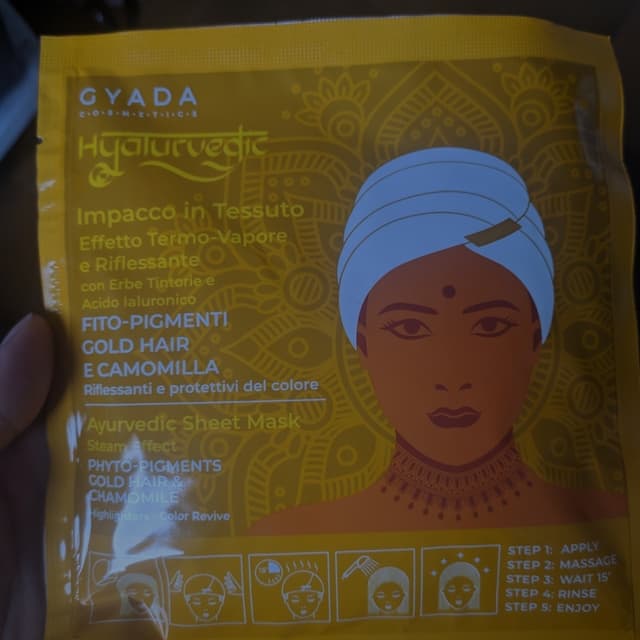 GYADA
COSMETICS
Hyalurvedic
Impacco in Tessuto
Effetto Termo-Vapore
e Riflessante
con Erbe Tintorie e
Acido Ialuronico
FITO-PIGMENTI
GOLD HAIR
E CAMOMILLA
Riflessanti e protettivi del colore
Ayurvedic Sheet Mask
Steam Effect
PHYTO-PIGMENTS
GOLD HAIR &
CHAMOMILE
Highlighters - Color Revive
STEP 1: APPLY
STEP 2: MASSAGE
STEP 3: WAIT 15'
STEP 4: RINSE
STEP 5: ENJOY